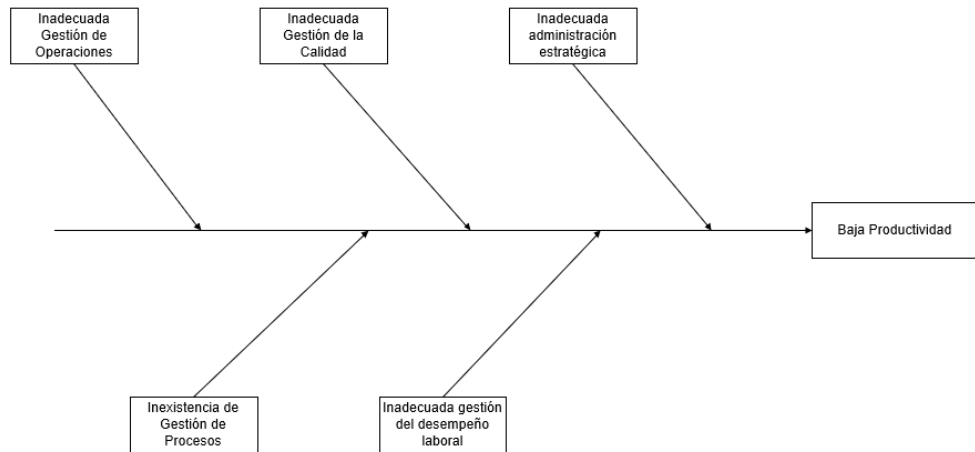 Inadecuada
Gestión de
Operaciones
Inadecuada
Gestión de la
Calidad
Inadecuada
administración
estratégica
Baja Productividad
Inexistencia de
Gestión de
Procesos
Inadecuada gestión
del desempeño
laboral